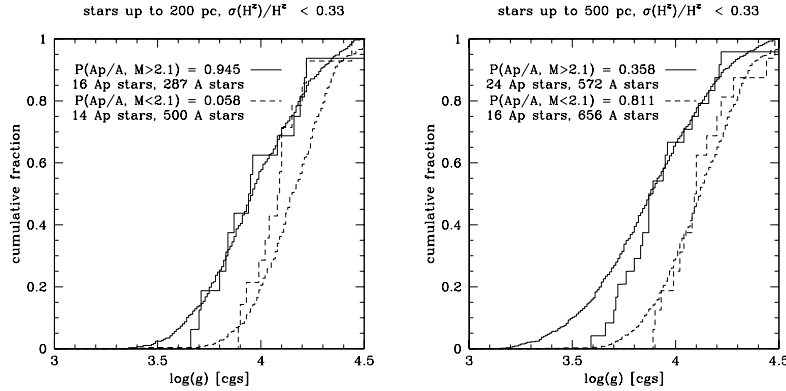 stars up to 200 pc, σ(Hᶻ)/Hᶻ < 0.33
1
P(Ap/A, M>2.1) = 0.945
16 Ap stars, 287 A stars
P(Ap/A, M<2.1) = 0.058
14 Ap stars, 500 A stars
0.8
0.6
0.4
0.2
0
cumulative fraction
3
3.5
4
4.5
log(g) [cgs]
stars up to 500 pc, σ(Hᶻ)/Hᶻ < 0.33
1
P(Ap/A, M>2.1) = 0.358
24 Ap stars, 572 A stars
P(Ap/A, M<2.1) = 0.811
16 Ap stars, 656 A stars
0.8
0.6
0.4
0.2
0
cumulative fraction
3
3.5
4
4.5
log(g) [cgs]